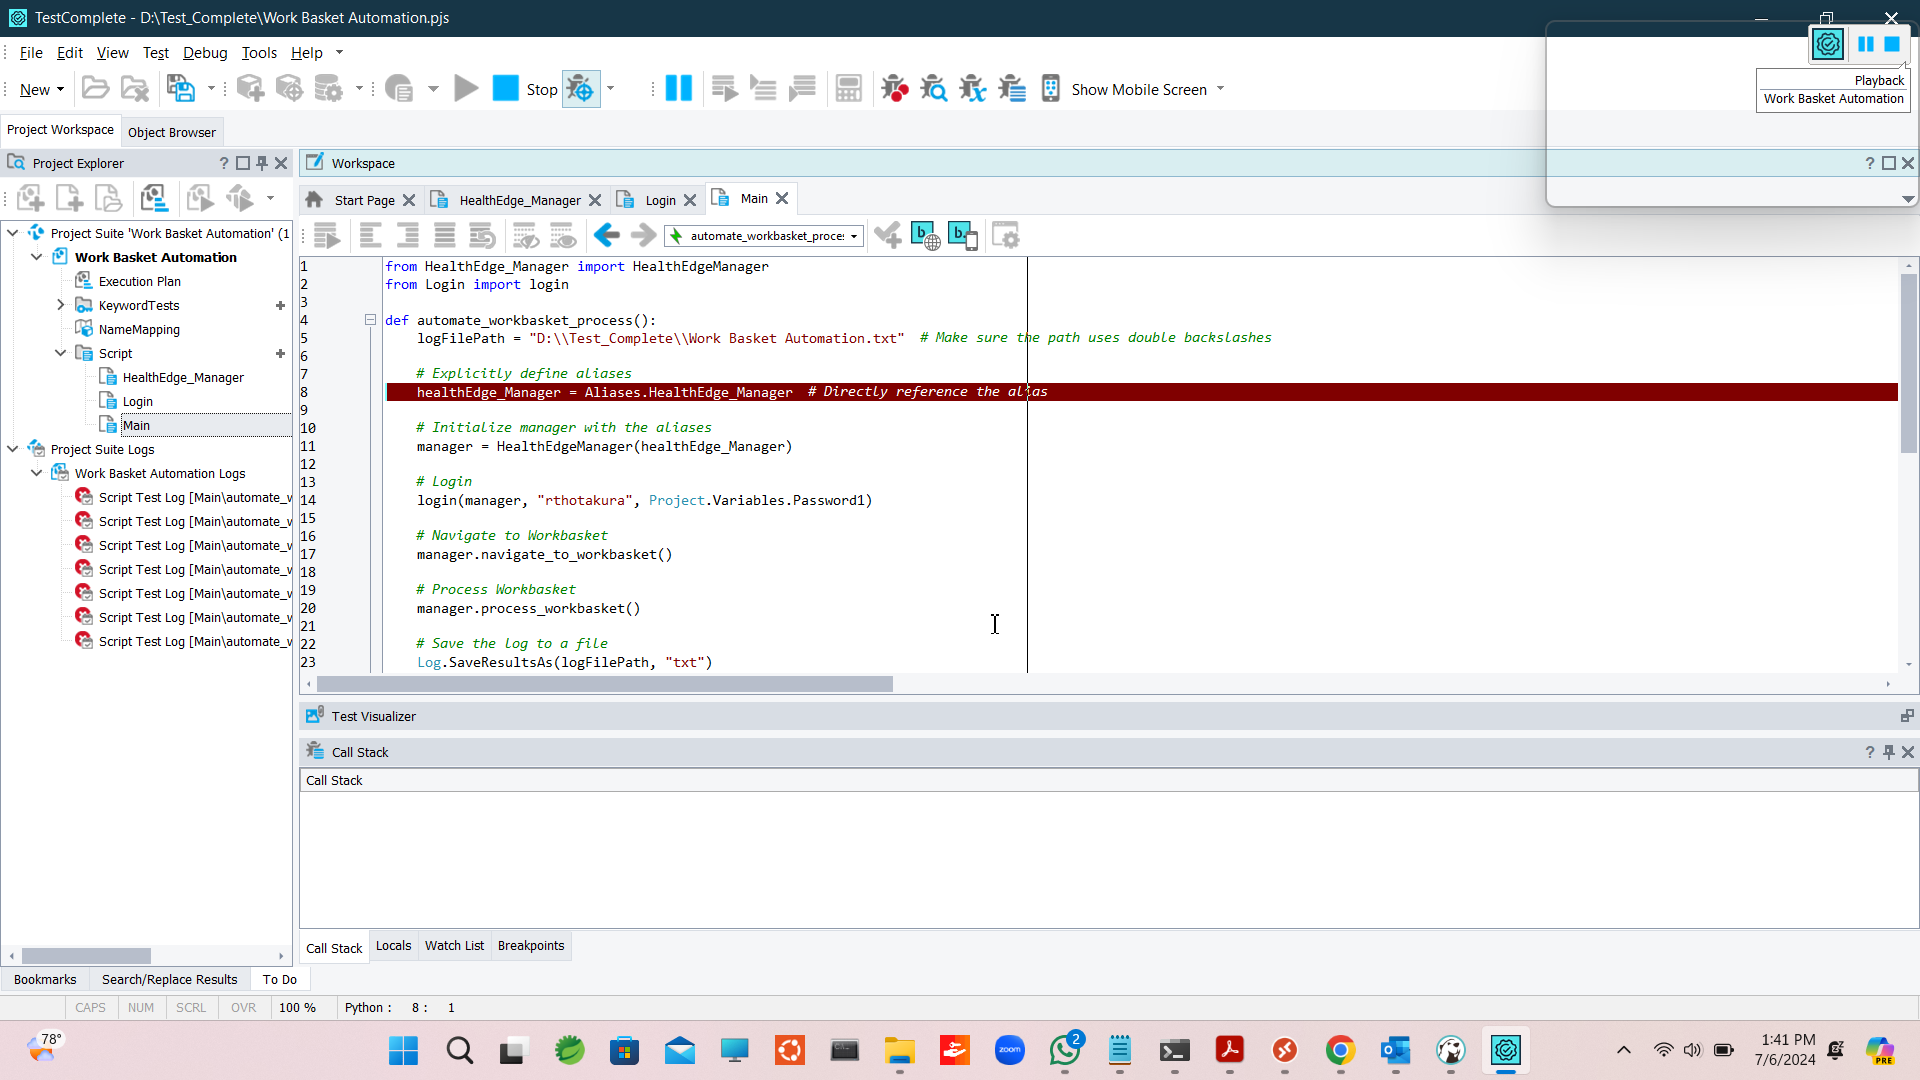 TestComplete - D:\Test_Complete\Work Basket Automation.pjs
File Edit View Test Debug Tools Help
New Stop Show Mobile Screen
Playback
Work Basket Automation
Project Workspace Object Browser
Project Explorer
Workspace
Start Page HealthEdge_Manager Login Main
automate_workbasket_proce
Project Suite 'Work Basket Automation' (1
Work Basket Automation
Execution Plan
KeywordTests
NameMapping
Script
HealthEdge_Manager
Login
Main
Project Suite Logs
Work Basket Automation Logs
Script Test Log [Main\automate_w
Script Test Log [Main\automate_w
Script Test Log [Main\automate_w
Script Test Log [Main\automate_w
Script Test Log [Main\automate_w
Script Test Log [Main\automate_w
Script Test Log [Main\automate_w
1 from HealthEdge_Manager import HealthEdgeManager
2 from Login import login
3
4 def automate_workbasket_process():
5 logFilePath = "D:\\Test_Complete\\Work Basket Automation.txt" # Make sure the path uses double backslashes
6
7 # Explicitly define aliases
8 healthEdge_Manager = Aliases.HealthEdge_Manager # Directly reference the alias
9
10 # Initialize manager with the aliases
11 manager = HealthEdgeManager(healthEdge_Manager)
12
13 # Login
14 login(manager, "rthotakura", Project.Variables.Password1)
15
16 # Navigate to Workbasket
17 manager.navigate_to_workbasket()
18
19 # Process Workbasket
20 manager.process_workbasket()
21
22 # Save the log to a file
23 Log.SaveResultsAs(logFilePath, "txt")
Test Visualizer
Call Stack
Call Stack
Call Stack Locals Watch List Breakpoints
Bookmarks Search/Replace Results To Do
CAPS NUM SCRL OVR 100 % Python : 8 : 1
78°
zoom
2
1:41 PM
7/6/2024
PRE